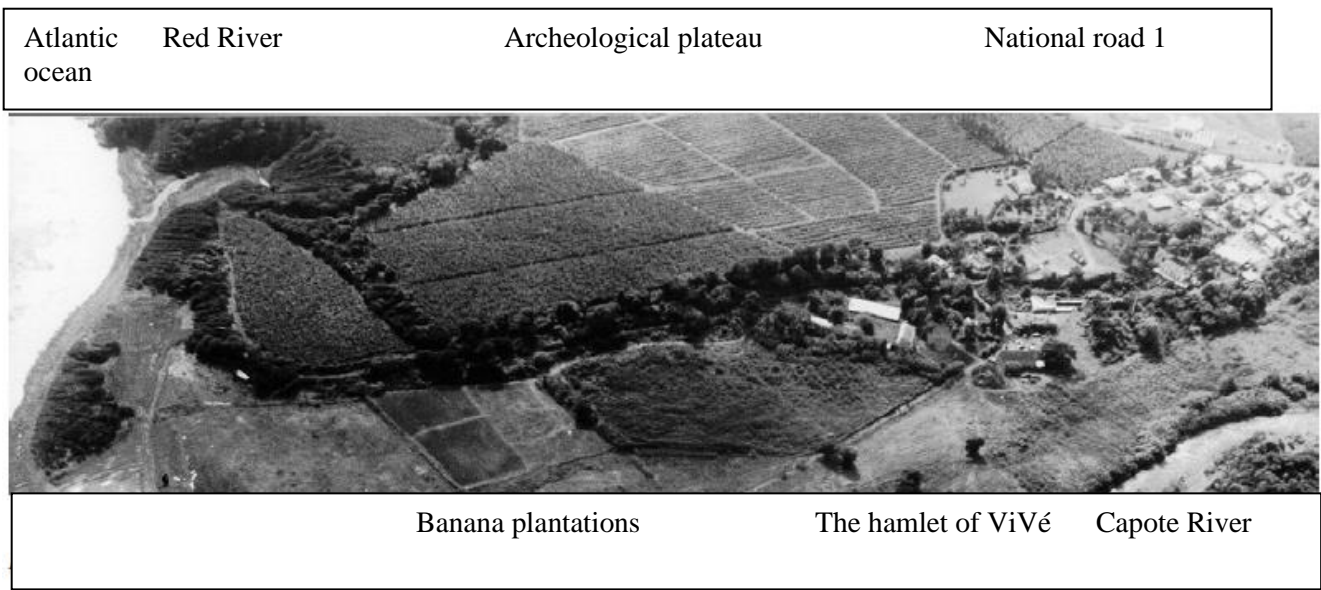 Atlantic Red River Archeological plateau National road 1
ocean
Banana plantations The hamlet of ViVé Capote River